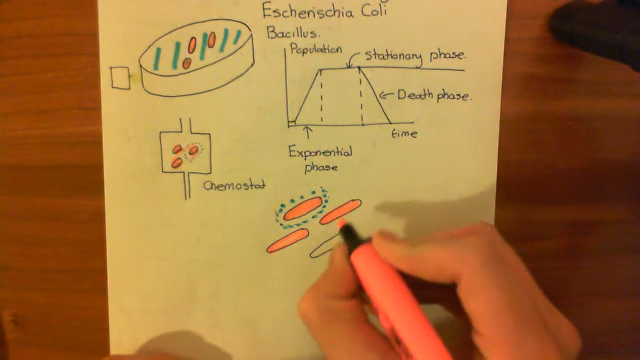 Escherischia Coli
Bacillus.
Population
Stationary phase.
Death phase.
time
Exponential
phase
Chemostat